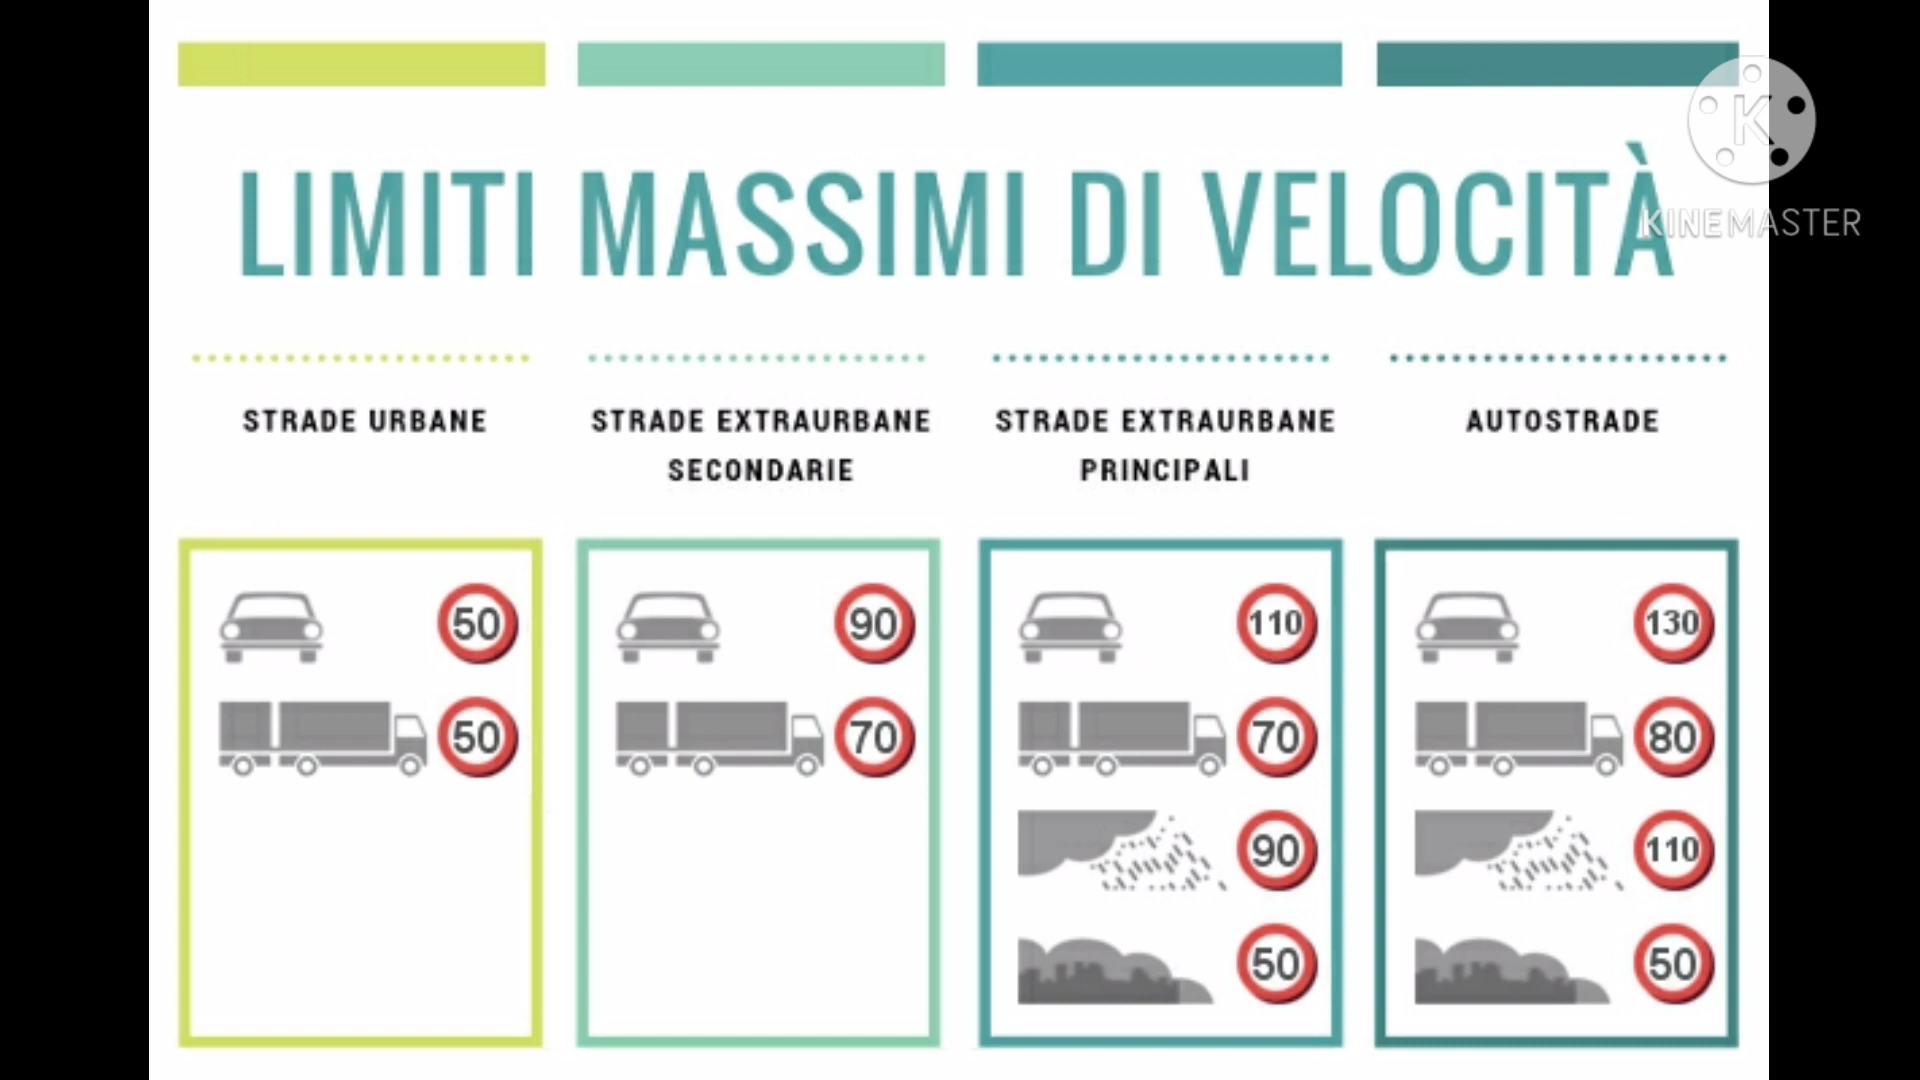 K
KINEMASTER
LIMITI MASSIMI DI VELOCITÀ
STRADE URBANE
50
50
STRADE EXTRAURBANE
SECONDARIE
90
70
STRADE EXTRAURBANE
PRINCIPALI
110
70
90
50
AUTOSTRADE
130
80
110
50